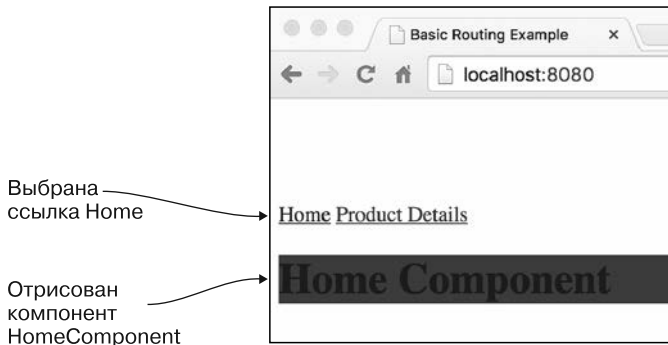 Basic Routing Example
localhost:8080
Выбрана
ссылка Home
Home Product Details
Отрисован
компонент
HomeComponent
Home Component